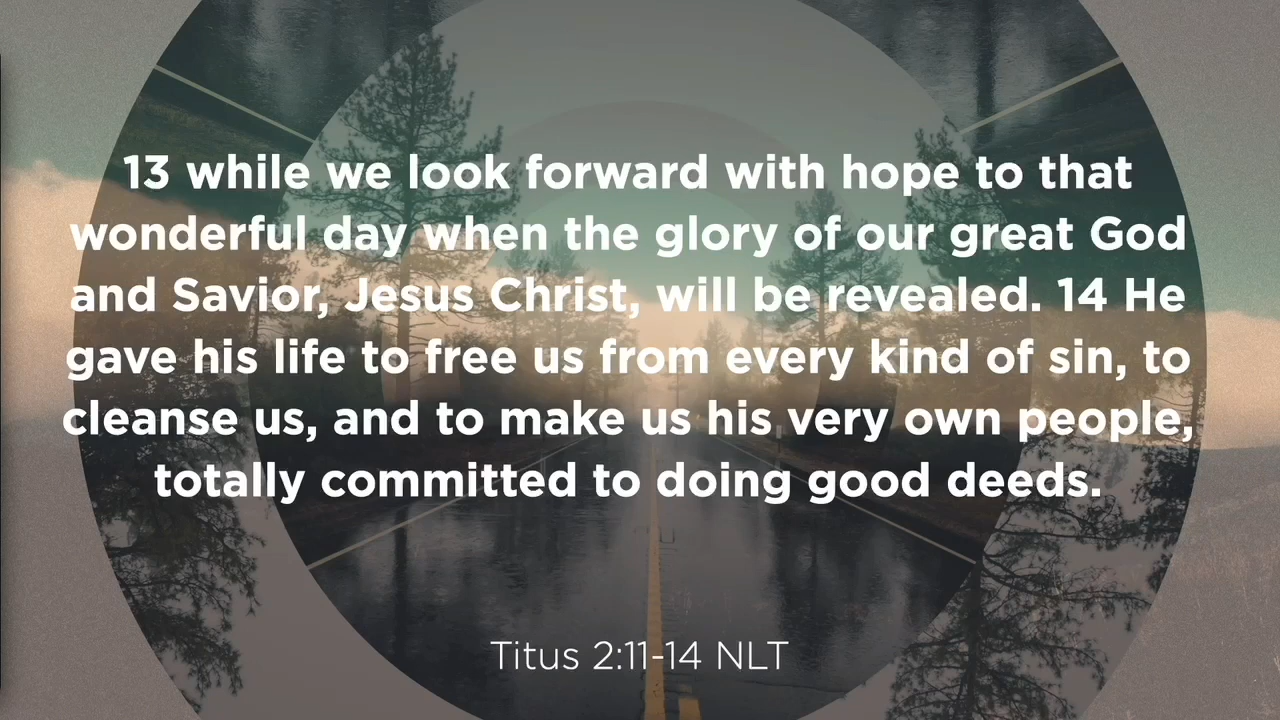 13 while we look forward with hope to that
wonderful day when the glory of our great God
and Savior, Jesus Christ, will be revealed. 14 He
gave his life to free us from every kind of sin, to
cleanse us, and to make us his very own people,
totally committed to doing good deeds.
Titus 2:11-14 NLT